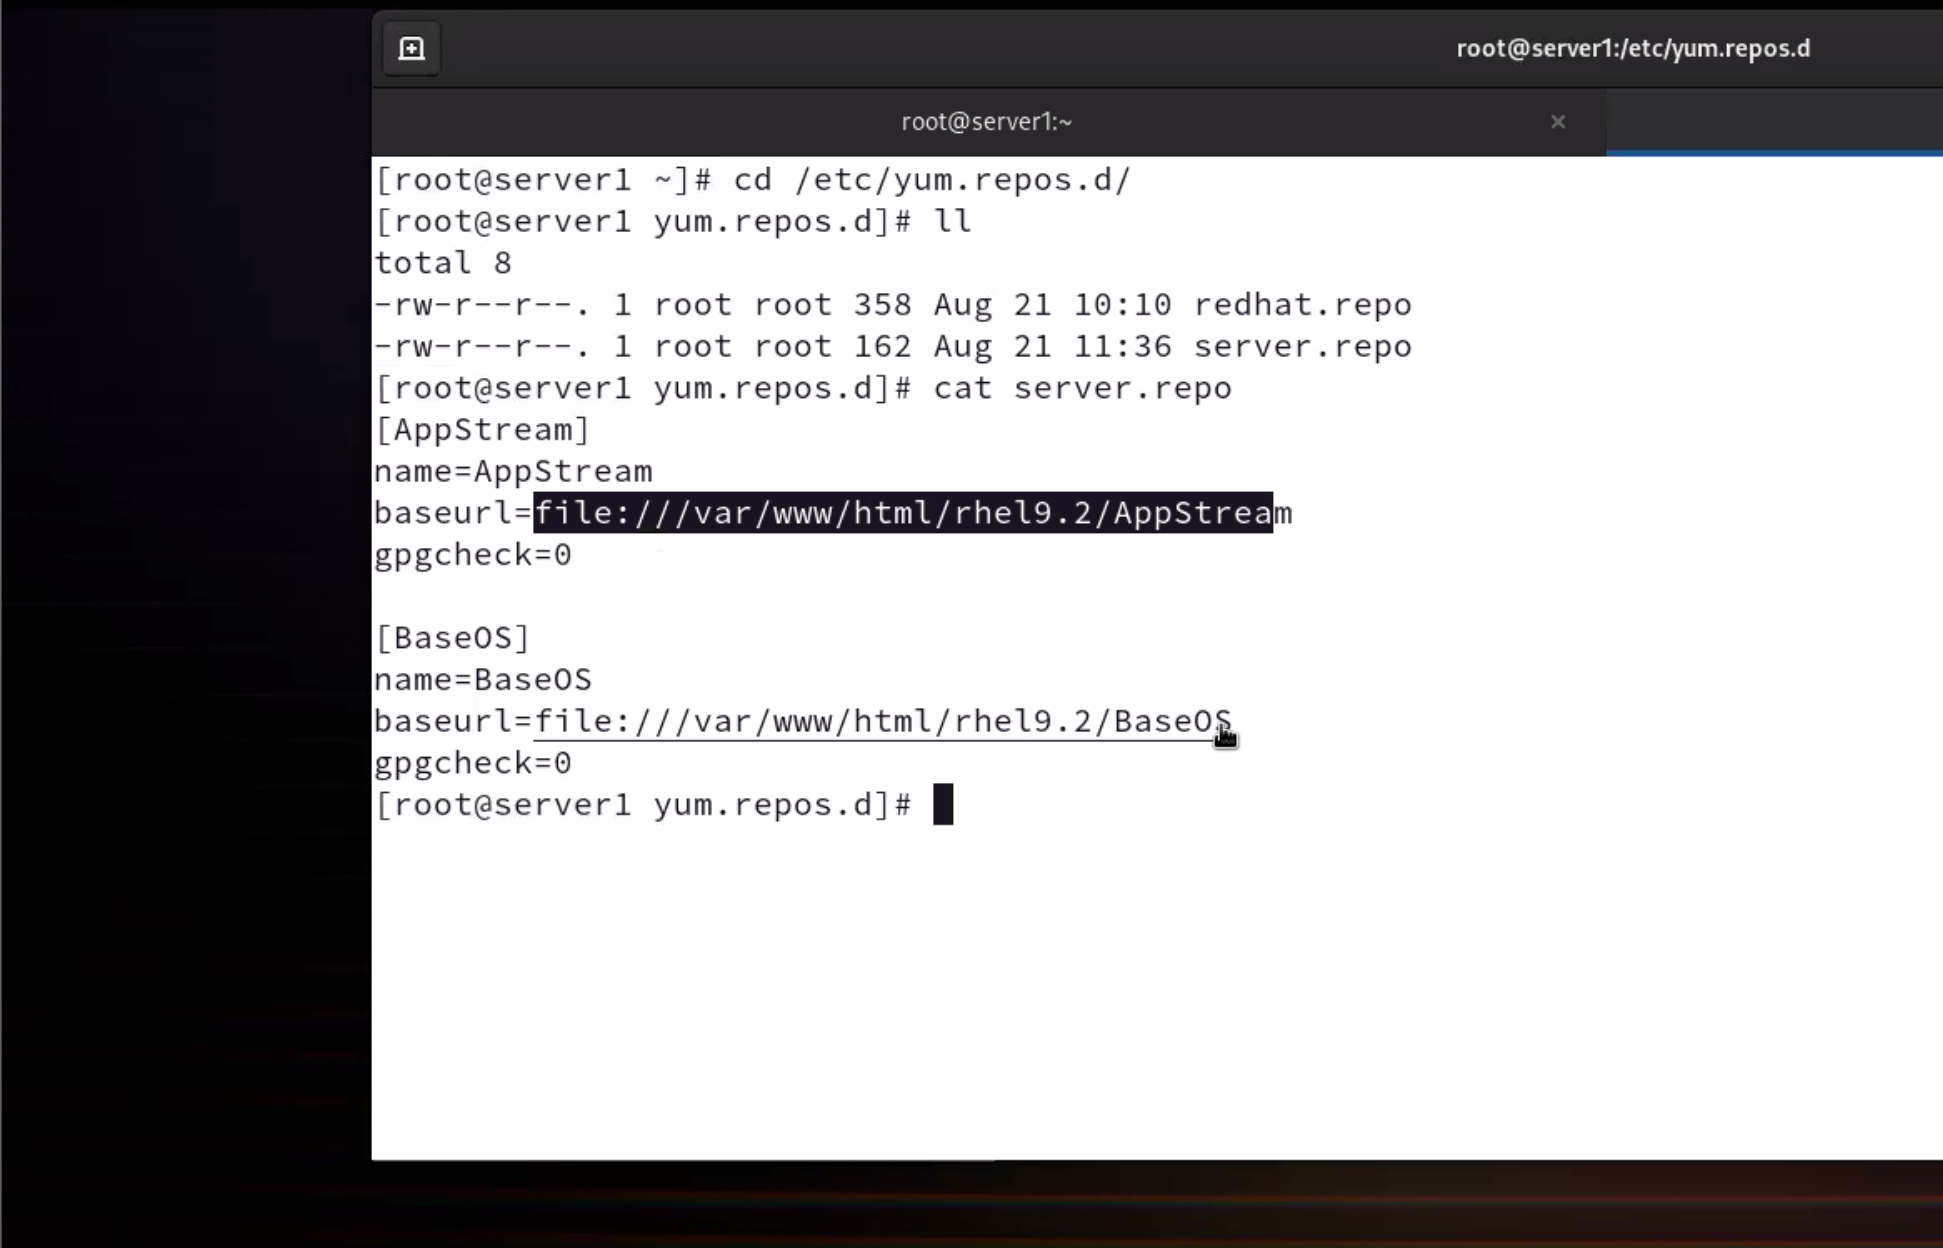 root@server1:/etc/yum.repos.d
root@server1:~
[root@server1 ~]# cd /etc/yum.repos.d/
[root@server1 yum.repos.d]# ll
total 8
-rw-r--r--. 1 root root 358 Aug 21 10:10 redhat.repo
-rw-r--r--. 1 root root 162 Aug 21 11:36 server.repo
[root@server1 yum.repos.d]# cat server.repo
[AppStream]
name=AppStream
baseurl=file:///var/www/html/rhel9.2/AppStream
gpgcheck=0

[BaseOS]
name=BaseOS
baseurl=file:///var/www/html/rhel9.2/BaseOS
gpgcheck=0
[root@server1 yum.repos.d]#